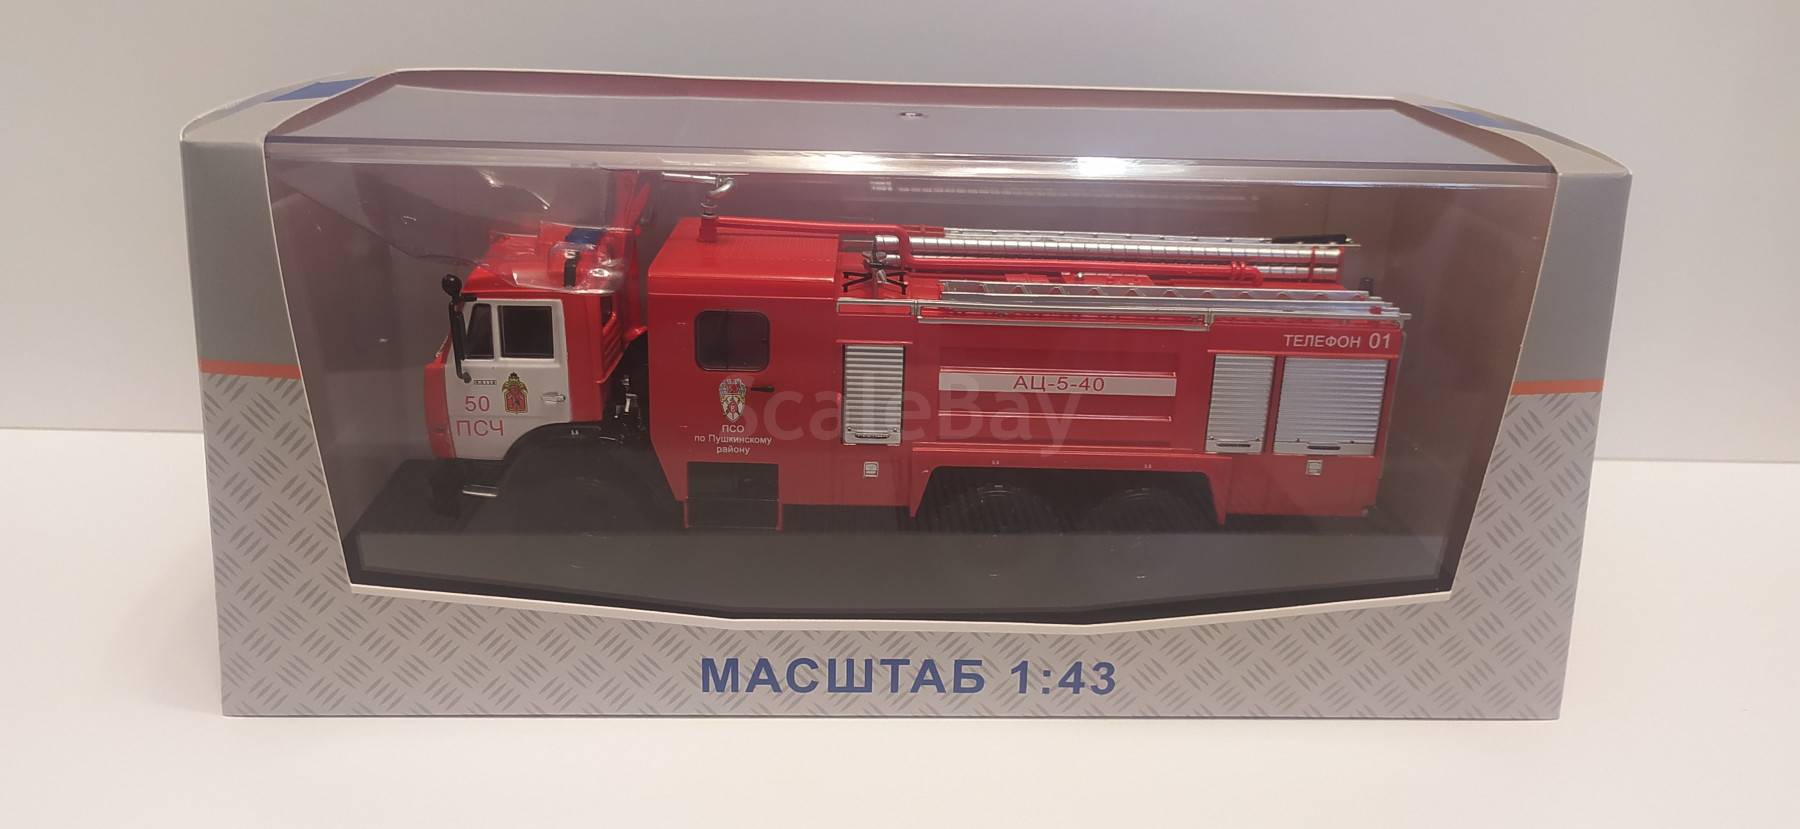 ТЕЛЕФОН 01
АЦ-5-40
50
ПСЧ
ПСО
по Пушкинскому
району
ScaleBay
МАСШТАБ 1:43